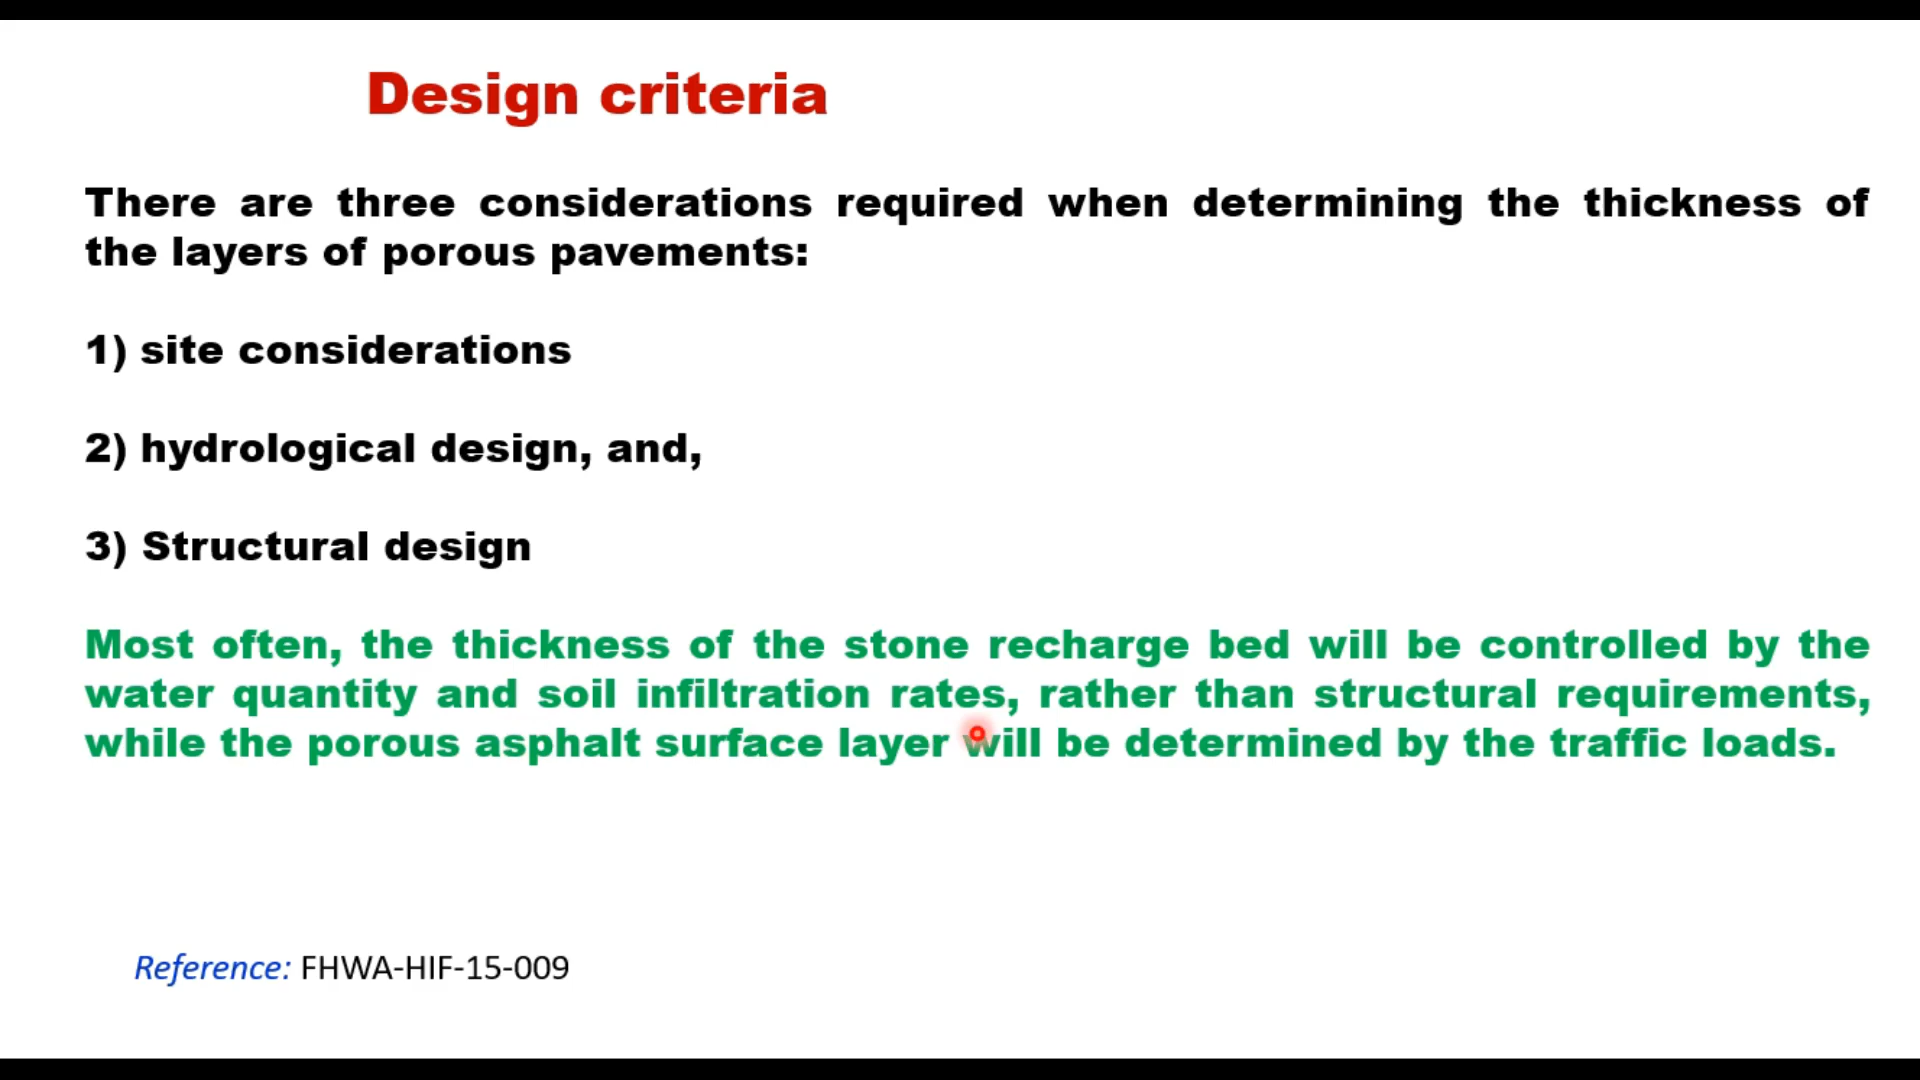 Design criteria
There are three considerations required when determining the thickness of
the layers of porous pavements:
1) site considerations
2) hydrological design, and,
3) Structural design
Most often, the thickness of the stone recharge bed will be controlled by the
water quantity and soil infiltration rates, rather than structural requirements,
while the porous asphalt surface layer will be determined by the traffic loads.
Reference: FHWA-HIF-15-009